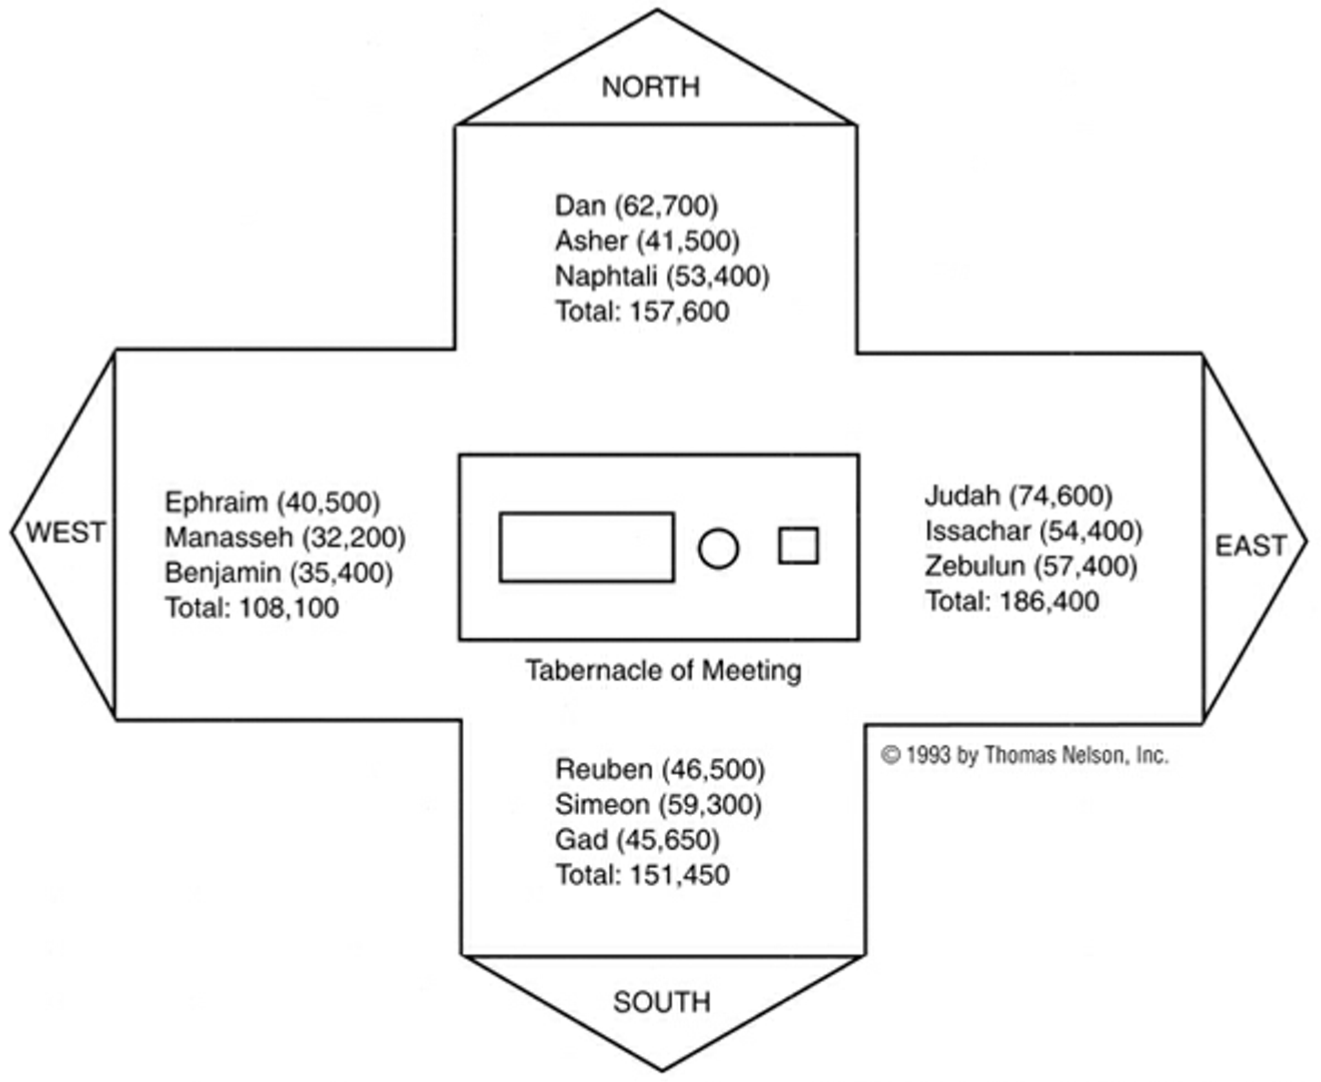 NORTH
Dan (62,700)
Asher (41,500)
Naphtali (53,400)
Total: 157,600
WEST
Ephraim (40,500)
Manasseh (32,200)
Benjamin (35,400)
Total: 108,100
Judah (74,600)
Issachar (54,400)
Zebulun (57,400)
Total: 186,400
EAST
Tabernacle of Meeting
© 1993 by Thomas Nelson, Inc.
Reuben (46,500)
Simeon (59,300)
Gad (45,650)
Total: 151,450
SOUTH